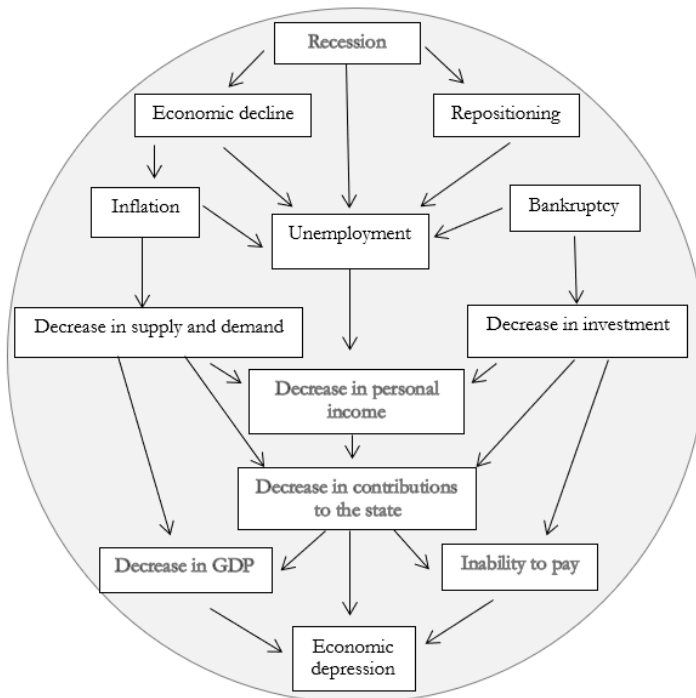 Recession
Economic decline
Repositioning
Inflation
Bankruptcy
Unemployment
Decrease in supply and demand
Decrease in investment
Decrease in personal
income
Decrease in contributions
to the state
Decrease in GDP
Inability to pay
Economic
depression